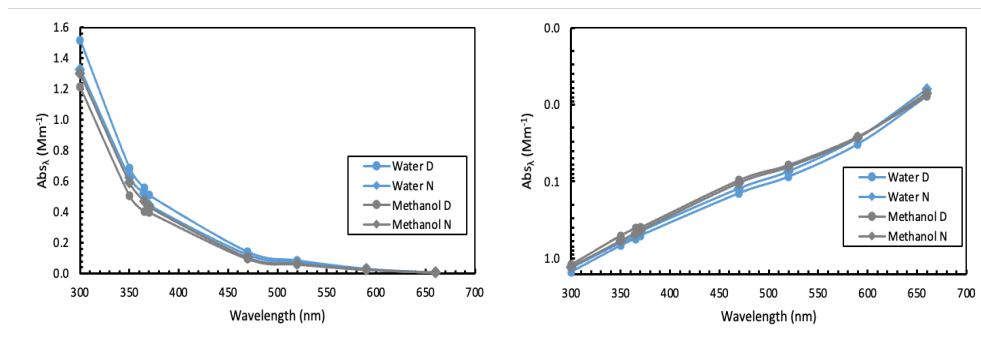 1.6
1.4
1.2
1.0
0.8
0.6
0.4
0.2
0.0
Absλ (Mm-1)
300 350 400 450 500 550 600 650 700
Wavelength (nm)
Water D
Water N
Methanol D
Methanol N
0.0
0.0
0.1
1.0
Absλ (Mm-1)
300 350 400 450 500 550 600 650 700
Wavelength (nm)
Water D
Water N
Methanol D
Methanol N